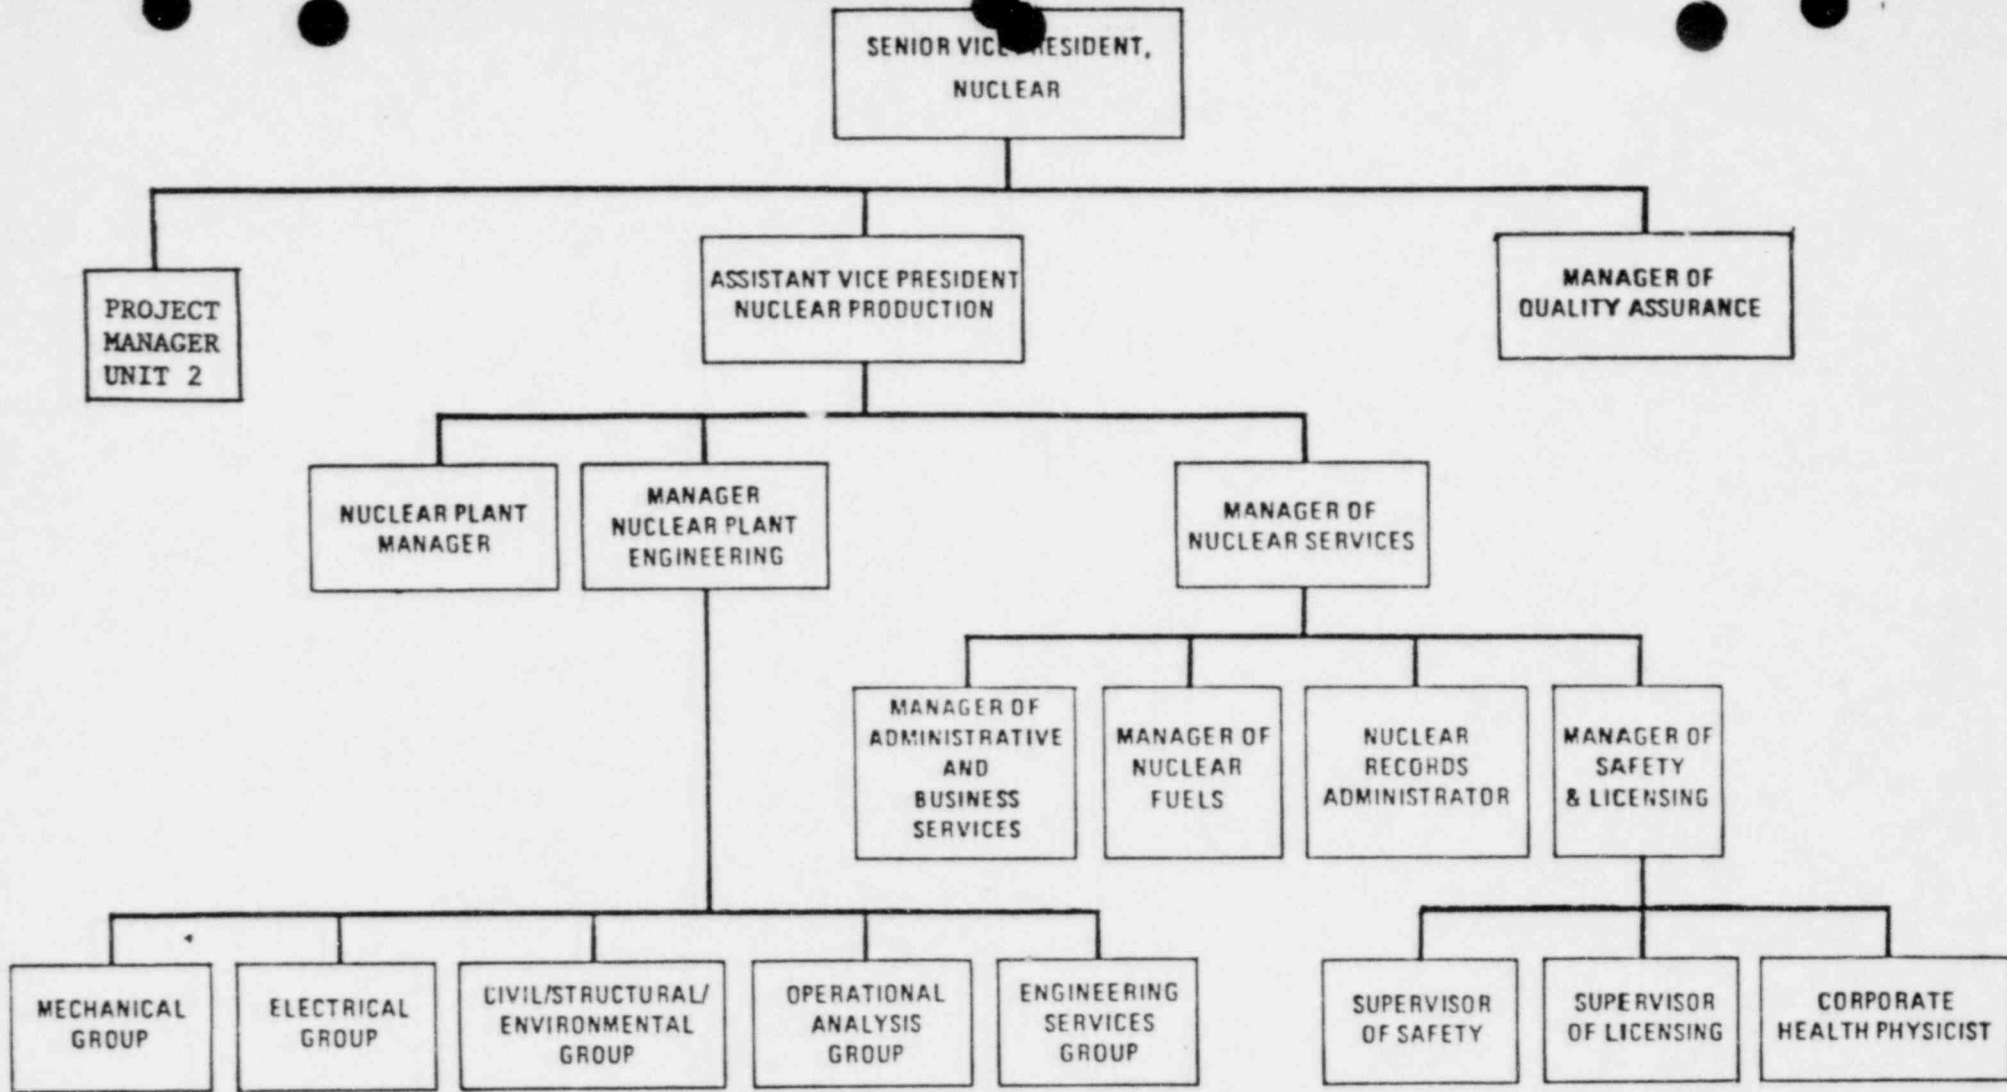 SENIOR VICE PRESIDENT,
NUCLEAR
PROJECT
MANAGER
UNIT 2
ASSISTANT VICE PRESIDENT
NUCLEAR PRODUCTION
MANAGER OF
QUALITY ASSURANCE
NUCLEAR PLANT
MANAGER
MANAGER
NUCLEAR PLANT
ENGINEERING
MANAGER OF
NUCLEAR SERVICES
MANAGER OF
ADMINISTRATIVE
AND
BUSINESS
SERVICES
MANAGER OF
NUCLEAR
FUELS
NUCLEAR
RECORDS
ADMINISTRATOR
MANAGER OF
SAFETY
& LICENSING
MECHANICAL
GROUP
ELECTRICAL
GROUP
CIVIL/STRUCTURAL/
ENVIRONMENTAL
GROUP
OPERATIONAL
ANALYSIS
GROUP
ENGINEERING
SERVICES
GROUP
SUPERVISOR
OF SAFETY
SUPERVISOR
OF LICENSING
CORPORATE
HEALTH PHYSICIST